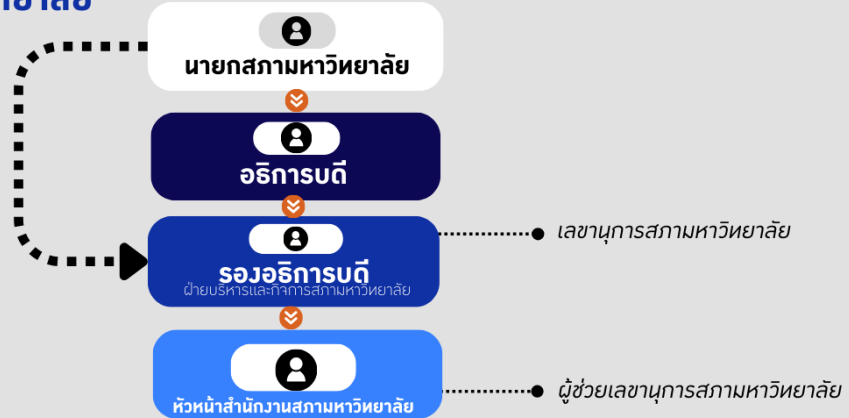 นายกสภามหาวิทยาลัย
อธิการบดี
รองอธิการบดี
ฝ่ายบริหารและกิจการสภามหาวิทยาลัย
เลขานุการสภามหาวิทยาลัย
หัวหน้าสำนักงานสภามหาวิทยาลัย
ผู้ช่วยเลขานุการสภามหาวิทยาลัย